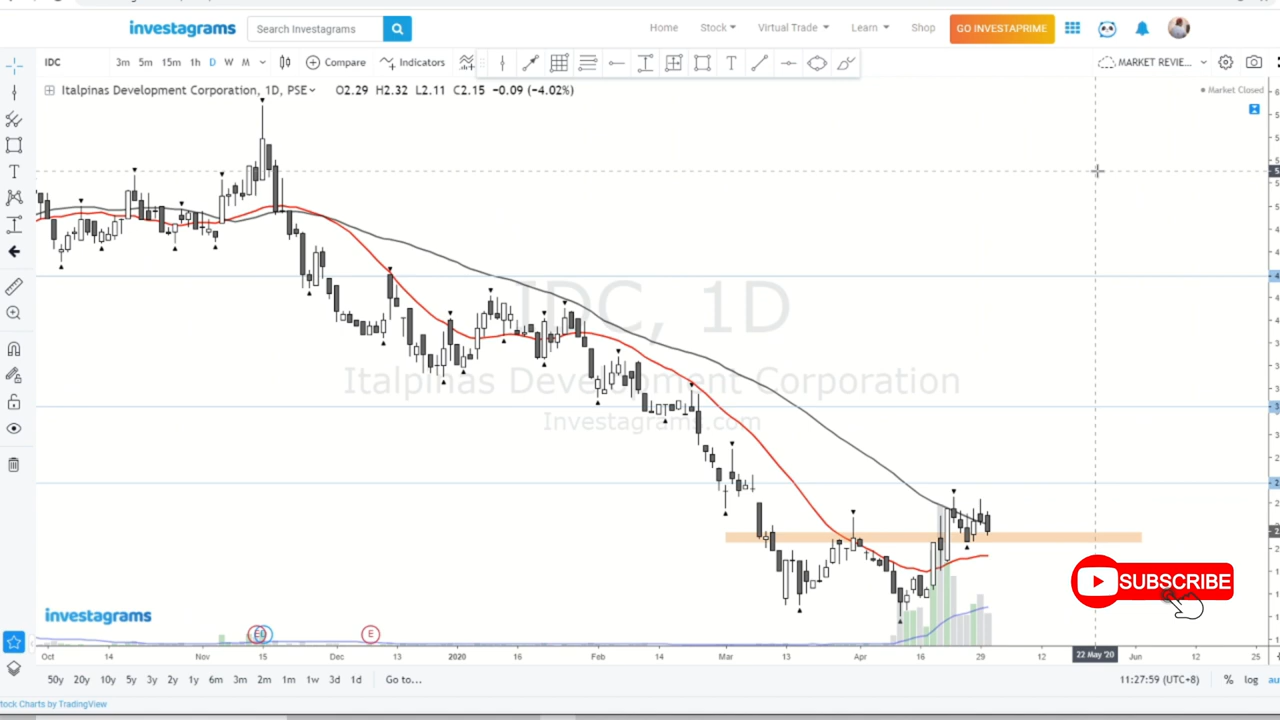 investagrams Search Investagrams Home Stock Virtual Trade Learn Shop GO INVESTAPRIME
IDC 3m 5m 15m 1h D W M Compare Indicators MARKET REVIE...
Italpinas Development Corporation, 1D, PSE O2.29 H2.32 L2.11 C2.15 −0.09 (−4.02%) Market Closed
IDC, 1D
Italpinas Development Corporation
Investagrams.com
SUBSCRIBE
investagrams
E
Oct 14 Nov 15 Dec 13 2020 16 Feb 14 Mar 13 Apr 16 29 12 22 May '20 Jun 12 25
50y 20y 10y 5y 3y 2y 1y 6m 3m 2m 1m 1w 3d 1d Go to... 11:27:59 (UTC+8) % log au
tock Charts by TradingView